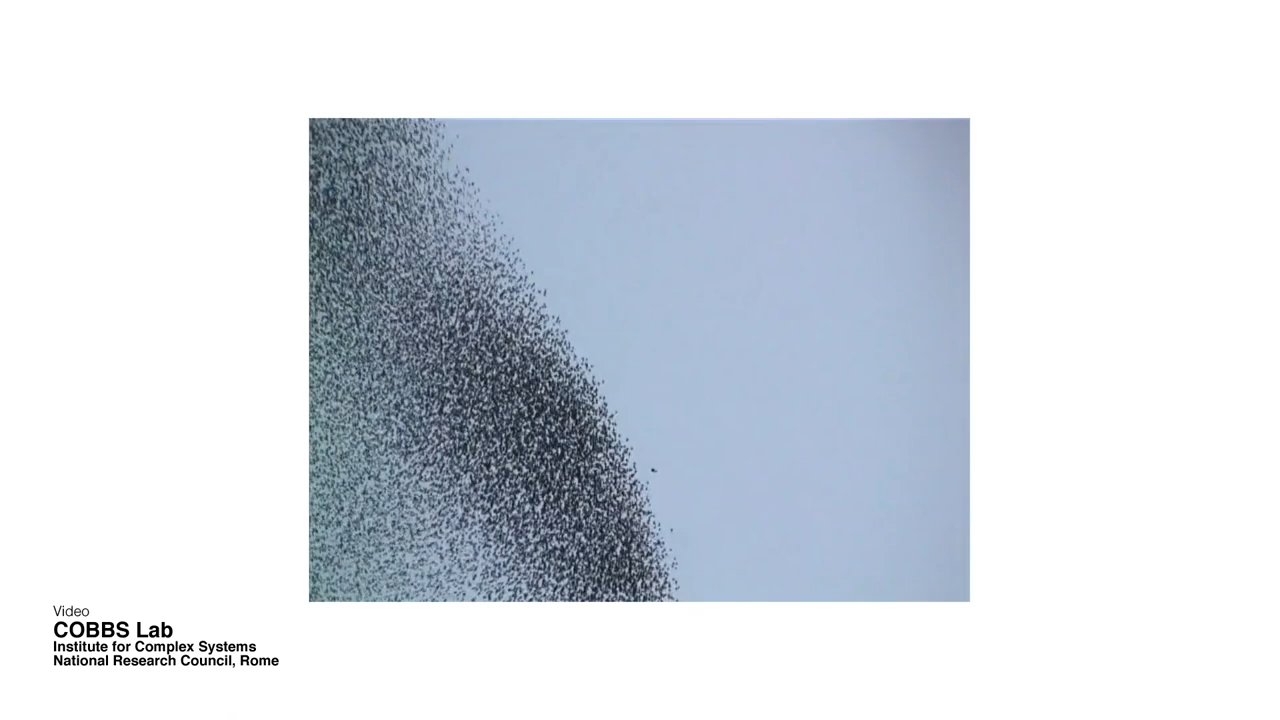 Video
COBBS Lab
Institute for Complex Systems
National Research Council, Rome